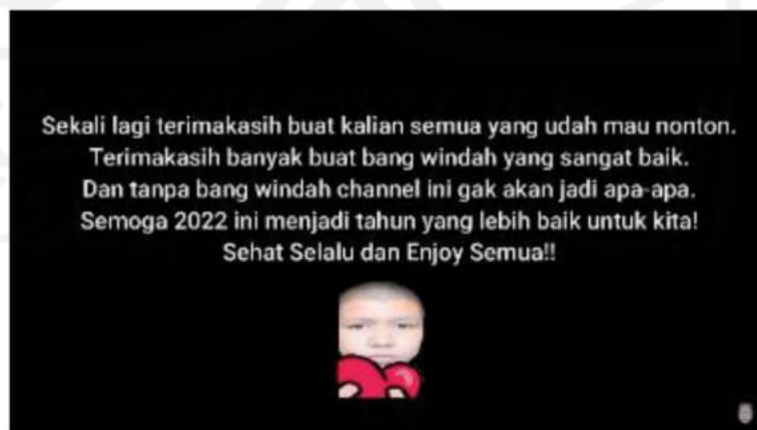 Sekali lagi terimakasih buat kalian semua yang udah mau nonton.
Terimakasih banyak buat bang windah yang sangat baik.
Dan tanpa bang windah channel ini gak akan jadi apa-apa.
Semoga 2022 ini menjadi tahun yang lebih baik untuk kita!
Sehat Selalu dan Enjoy Semua!!